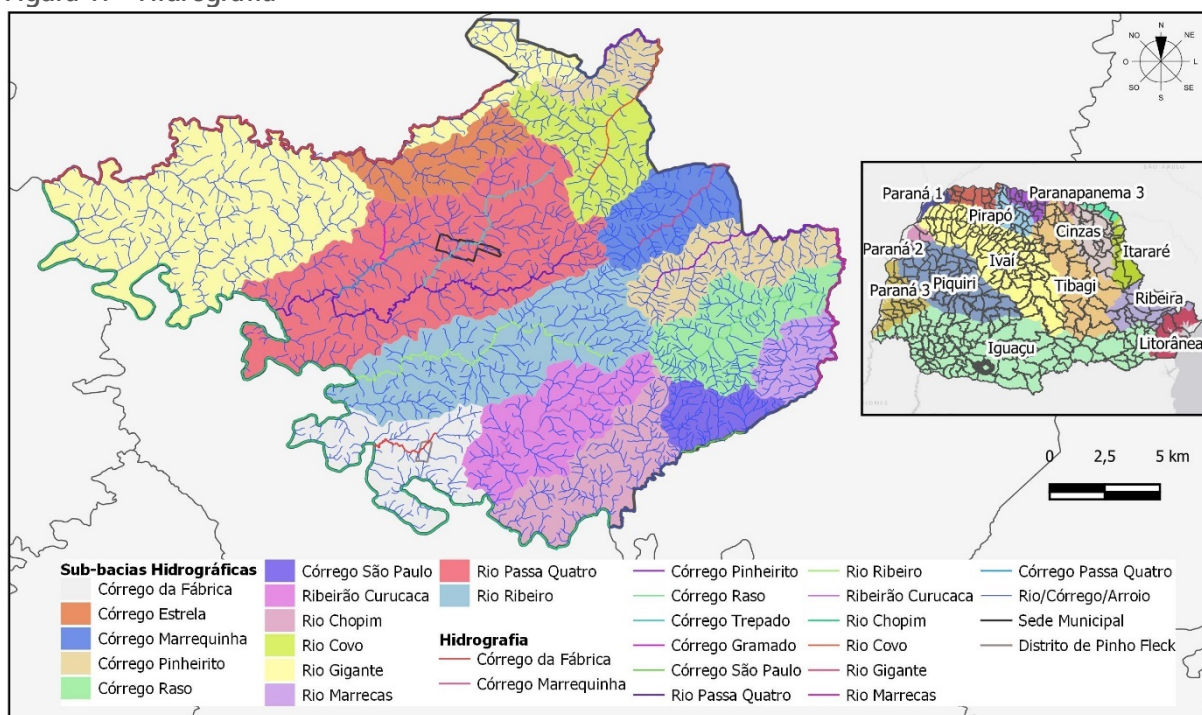 Figura 17 - Hidrografia
N
NO
NE
O
L
SO
SE
S
Paraná 1
Paranapanema 3
Pirapó
Cinzas
Itararé
Paraná 2
Ivaí
Piquiri
Paraná 3
Tibagi
Ribeira
Litorânea
Iguaçu
0 2,5 5 km
Sub-bacias Hidrográficas
Córrego da Fábrica
Córrego Estrela
Córrego Marrequinha
Córrego Pinheirito
Córrego Raso
Córrego São Paulo
Ribeirão Curucaca
Rio Chopim
Rio Covo
Rio Gigante
Rio Marrecas
Rio Passa Quatro
Rio Ribeiro
Hidrografia
Córrego da Fábrica
Córrego Marrequinha
Córrego Pinheirito
Córrego Raso
Córrego Trepado
Córrego Gramado
Córrego São Paulo
Rio Passa Quatro
Rio Ribeiro
Ribeirão Curucaca
Rio Chopim
Rio Covo
Rio Gigante
Rio Marrecas
Córrego Passa Quatro
Rio/Córrego/Arroio
Sede Municipal
Distrito de Pinho Fleck